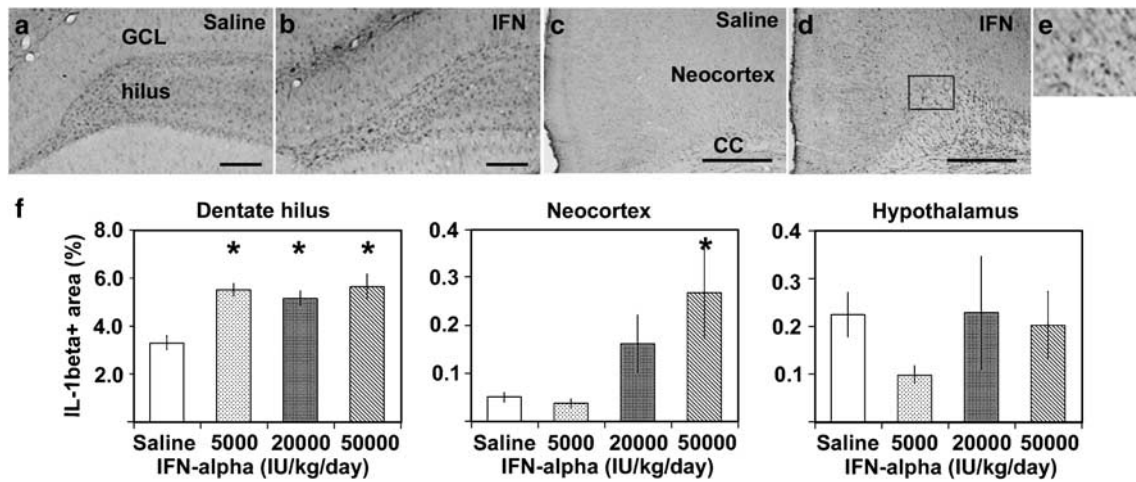 a Saline b IFN c Saline d IFN e
GCL
hilus
Neocortex
CC
f
Dentate hilus
IL-1beta+ area (%)
8.0
6.0
4.0
2.0
* * *
Saline 5000 20000 50000
IFN-alpha (IU/kg/day)
Neocortex
0.4
0.3
0.2
0.1
*
Saline 5000 20000 50000
IFN-alpha (IU/kg/day)
Hypothalamus
0.4
0.3
0.2
0.1
Saline 5000 20000 50000
IFN-alpha (IU/kg/day)